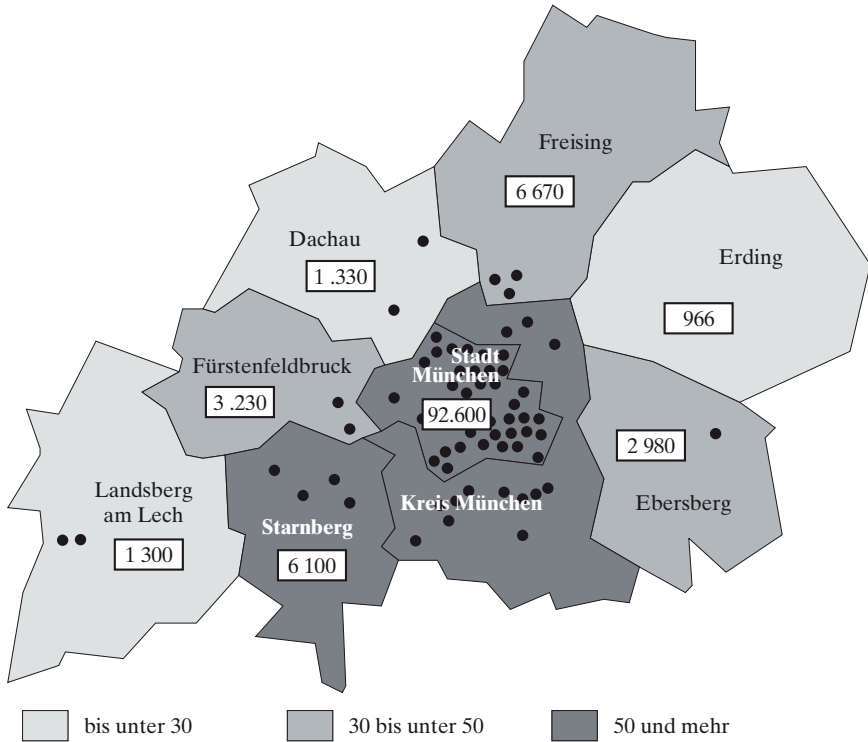 Freising
6 670
Dachau
1 .330
Erding
966
Fürstenfeldbruck
3 .230
Stadt
München
92.600
2 980
Ebersberg
Landsberg
am Lech
1 300
Starnberg
6 100
Kreis München
bis unter 30
30 bis unter 50
50 und mehr